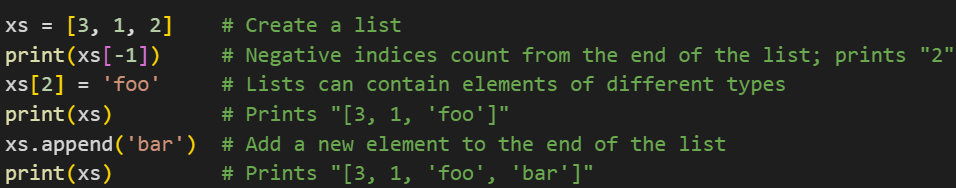 xs = [3, 1, 2]    # Create a list
print(xs[-1])     # Negative indices count from the end of the list; prints "2"
xs[2] = 'foo'     # Lists can contain elements of different types
print(xs)         # Prints "[3, 1, 'foo']"
xs.append('bar')  # Add a new element to the end of the list
print(xs)         # Prints "[3, 1, 'foo', 'bar']"